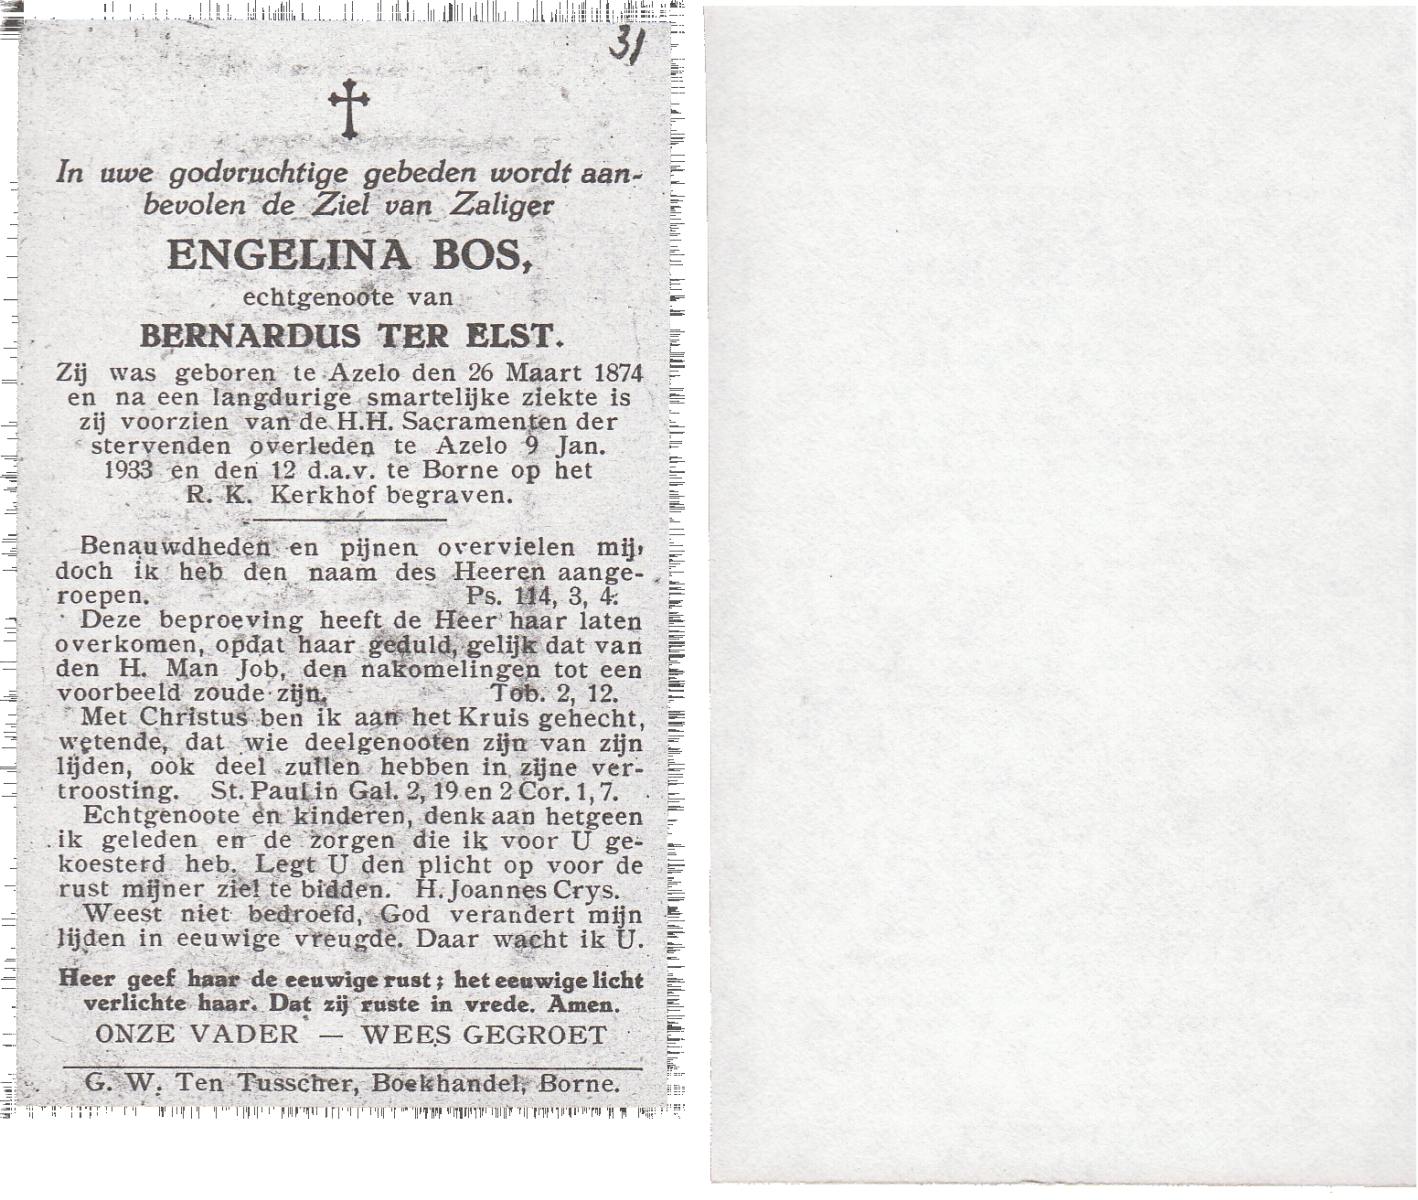 31
In uwe godvruchtige gebeden wordt aan-
bevolen de Ziel van Zaliger
ENGELINA BOS,
echtgenoote van
BERNARDUS TER ELST.
Zij was geboren te Azelo den 26 Maart 1874
en na een langdurige smartelijke ziekte is
zij voorzien van de H.H. Sacramenten der
stervenden overleden te Azelo 9 Jan.
1933 en den 12 d.a.v. te Borne op het
R. K. Kerkhof begraven.
Benauwdheden en pijnen overvielen mij,
doch ik heb den naam des Heeren aange-
roepen. Ps. 114, 3, 4.
Deze beproeving heeft de Heer haar laten
overkomen, opdat haar geduld, gelijk dat van
den H. Man Job, den nakomelingen tot een
voorbeeld zoude zijn. Tob. 2, 12.
Met Christus ben ik aan het Kruis gehecht,
wetende, dat wie deelgenooten zijn van zijn
lijden, ook deel zullen hebben in zijne ver-
troosting. St. Paul in Gal. 2, 19 en 2 Cor. 1, 7.
Echtgenoote en kinderen, denk aan hetgeen
ik geleden en de zorgen die ik voor U ge-
koesterd heb. Legt U den plicht op voor de
rust mijner ziel te bidden. H. Joannes Crys.
Weest niet bedroefd, God verandert mijn
lijden in eeuwige vreugde. Daar wacht ik U.
Heer geef haar de eeuwige rust; het eeuwige licht
verlichte haar. Dat zij ruste in vrede. Amen.
ONZE VADER — WEES GEGROET
G. W. Ten Tusscher, Boekhandel, Borne.